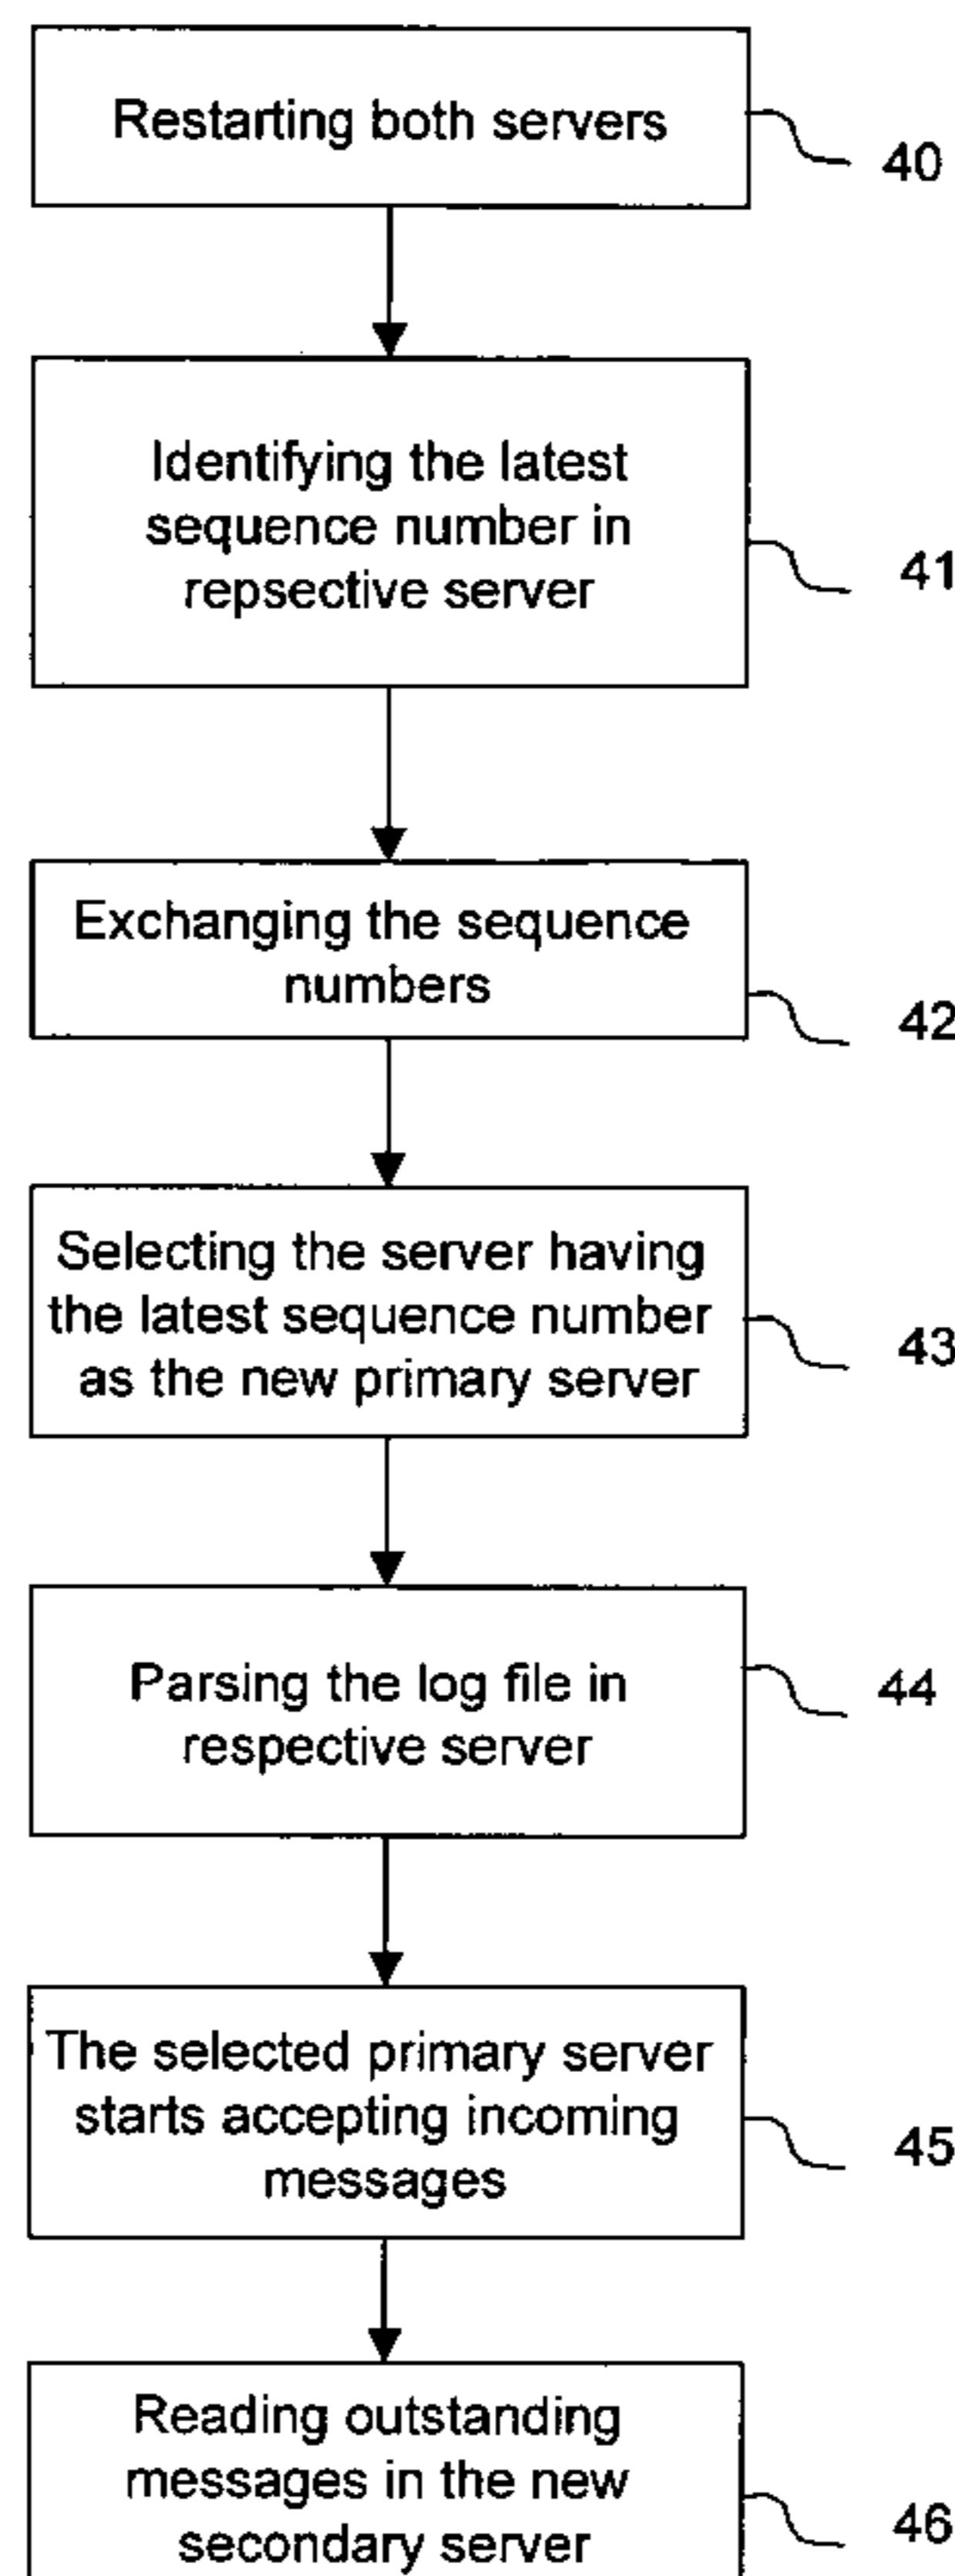 Restarting both servers
40
Identifying the latest
sequence number in
repsective server
41
Exchanging the sequence
numbers
42
Selecting the server having
the latest sequence number
as the new primary server
43
Parsing the log file in
respective server
44
The selected primary server
starts accepting incoming
messages
45
Reading outstanding
messages in the new
secondary server
46